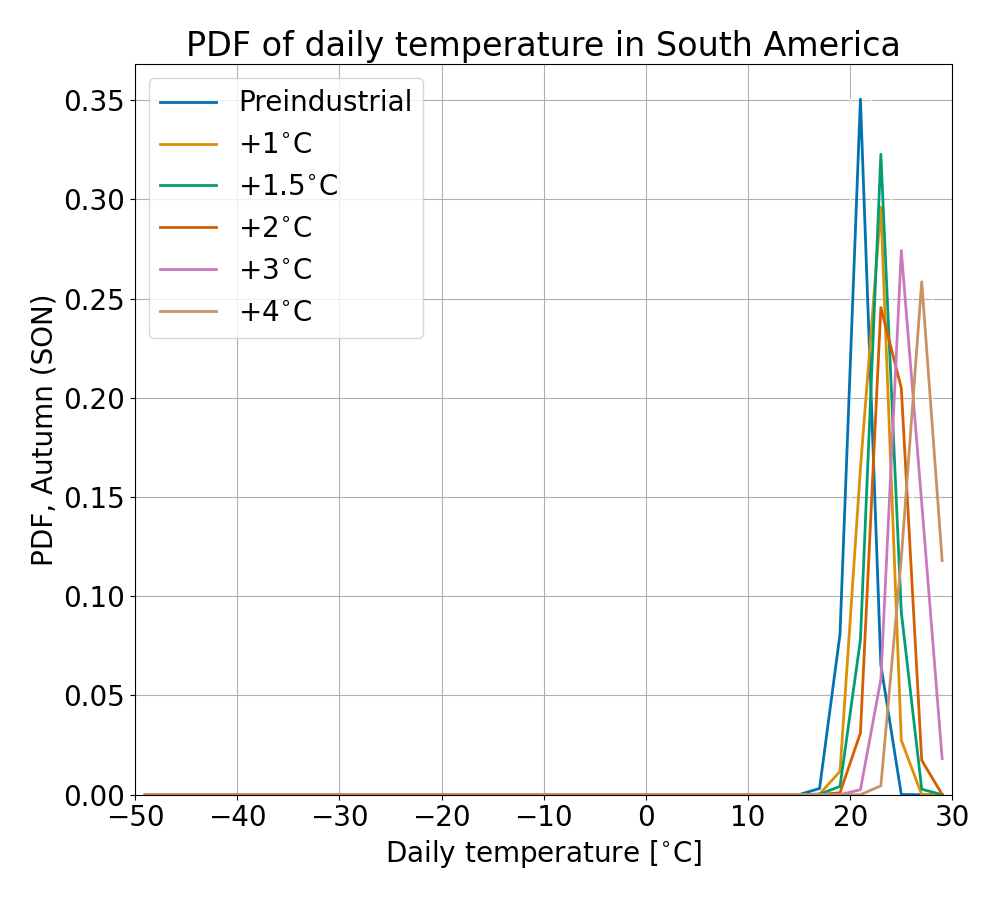 PDF of daily temperature in South America
PDF, Autumn (SON)
0.35
0.30
0.25
0.20
0.15
0.10
0.05
0.00
Preindustrial
+1°C
+1.5°C
+2°C
+3°C
+4°C
−50 −40 −30 −20 −10 0 10 20 30
Daily temperature [°C]